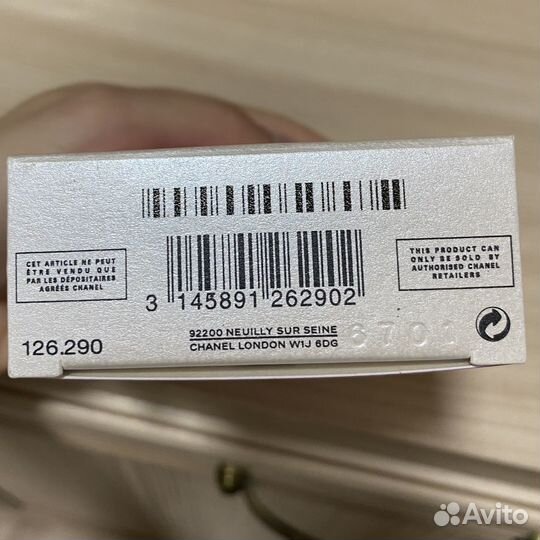 CET ARTICLE NE PEUT
ÊTRE VENDU QUE
PAR LES DÉPOSITAIRES
AGRÉÉS CHANEL
THIS PRODUCT CAN
ONLY BE SOLD BY
AUTHORISED CHANEL
RETAILERS
3 145891 262902
92200 NEUILLY SUR SEINE
CHANEL LONDON W1J 6DG
126.290
Avito